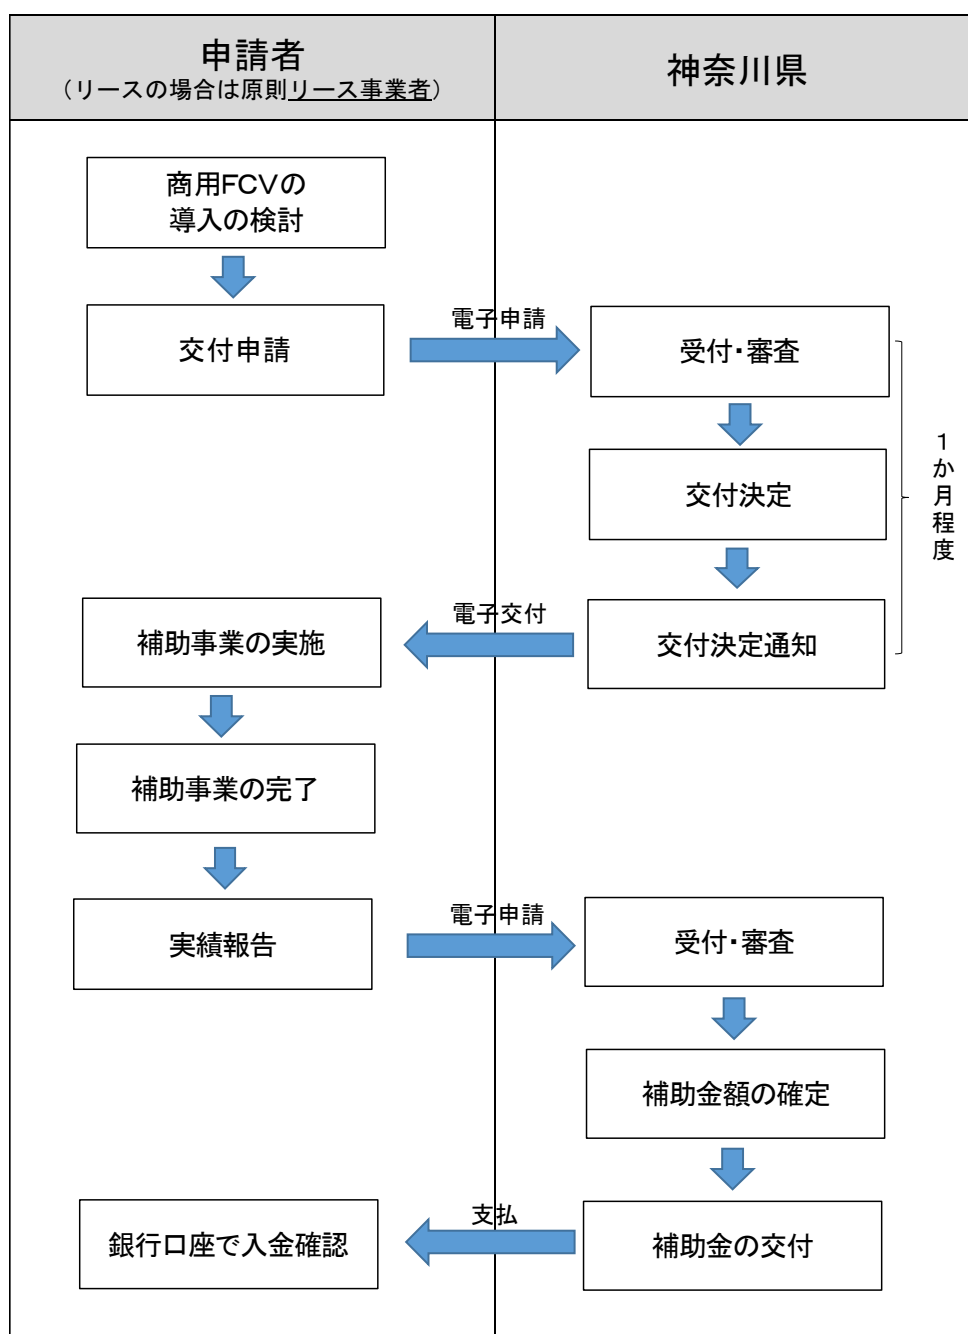 申請者
（リースの場合は原則リース事業者）
神奈川県
商用FCVの
導入の検討
交付申請
電子申請
受付・審査
交付決定
1か月程度
交付決定通知
電子交付
補助事業の実施
補助事業の完了
実績報告
電子申請
受付・審査
補助金額の確定
補助金の交付
支払
銀行口座で入金確認